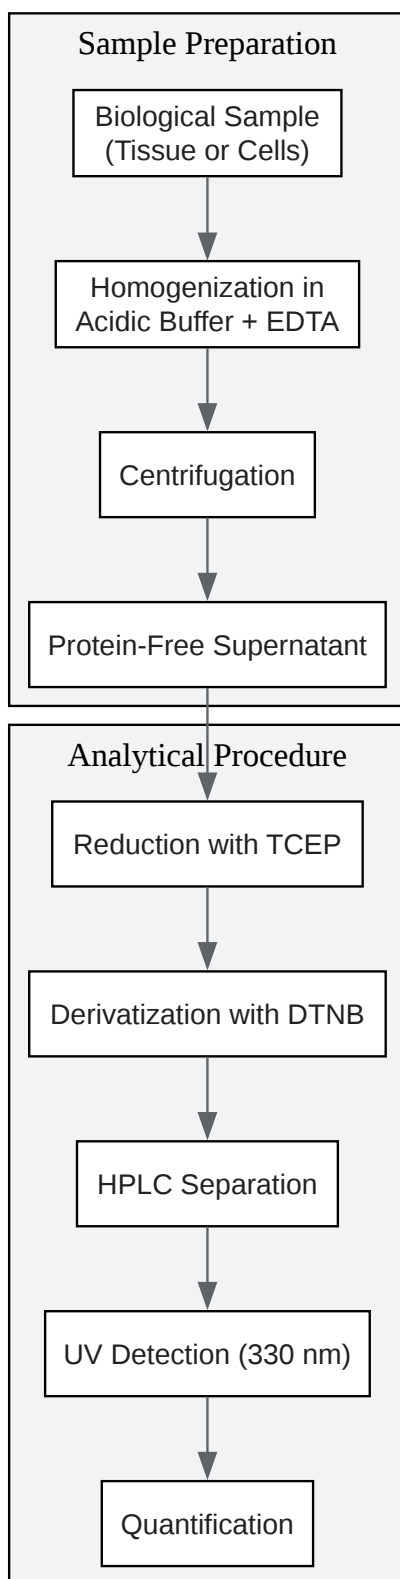 Sample Preparation
Biological Sample
(Tissue or Cells)
Homogenization in
Acidic Buffer + EDTA
Centrifugation
Protein-Free Supernatant
Analytical Procedure
Reduction with TCEP
Derivatization with DTNB
HPLC Separation
UV Detection (330 nm)
Quantification